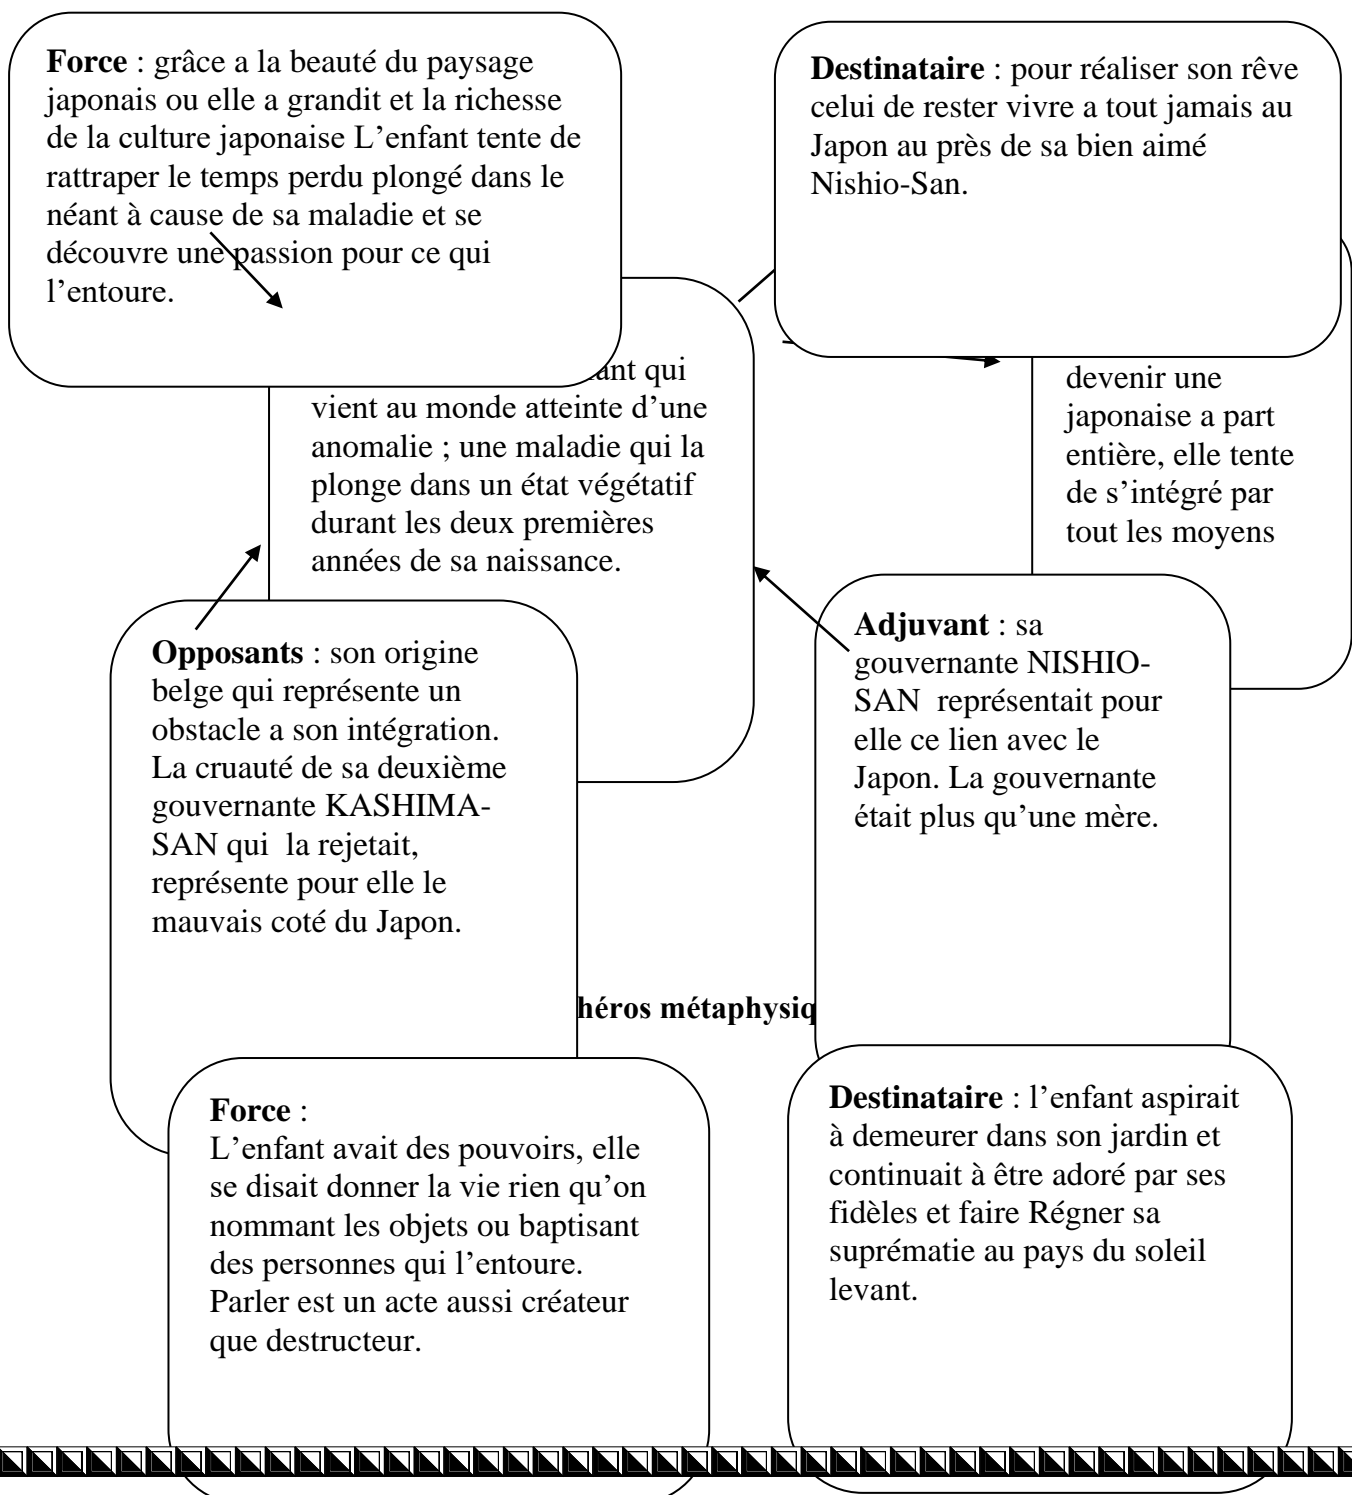 Force : grâce a la beauté du paysage
japonais ou elle a grandit et la richesse
de la culture japonaise L’enfant tente de
rattraper le temps perdu plongé dans le
néant à cause de sa maladie et se
découvre une passion pour ce qui
l’entoure.
Destinataire : pour réaliser son rêve
celui de rester vivre a tout jamais au
Japon au près de sa bien aimé
Nishio-San.
qui
vient au monde atteinte d’une
anomalie ; une maladie qui la
plonge dans un état végétatif
durant les deux premières
années de sa naissance.
devenir une
japonaise a part
entière, elle tente
de s’intégré par
tout les moyens
Opposants : son origine
belge qui représente un
obstacle a son intégration.
La cruauté de sa deuxième
gouvernante KASHIMA-
SAN qui  la rejetait,
représente pour elle le
mauvais coté du Japon.
Adjuvant : sa
gouvernante NISHIO-
SAN  représentait pour
elle ce lien avec le
Japon. La gouvernante
était plus qu’une mère.
héros métaphysiq
Force :
L’enfant avait des pouvoirs, elle
se disait donner la vie rien qu’on
nommant les objets ou baptisant
des personnes qui l’entoure.
Parler est un acte aussi créateur
que destructeur.
Destinataire : l’enfant aspirait
à demeurer dans son jardin et
continuait à être adoré par ses
fidèles et faire Régner sa
suprématie au pays du soleil
levant.